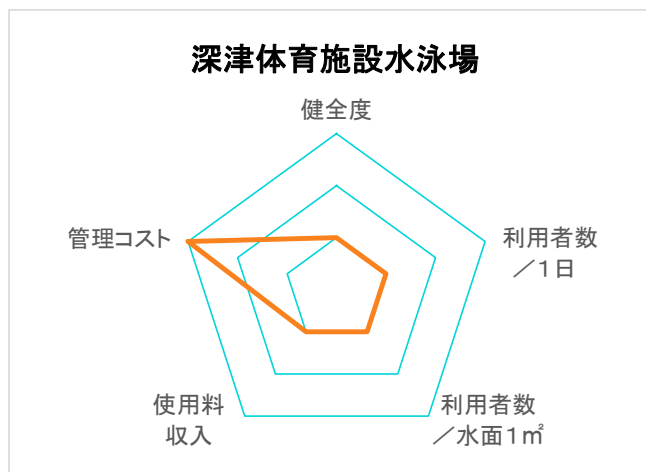 深津体育施設水泳場
健全度
管理コスト
利用者数
／１日
使用料
収入
利用者数
／水面１㎡